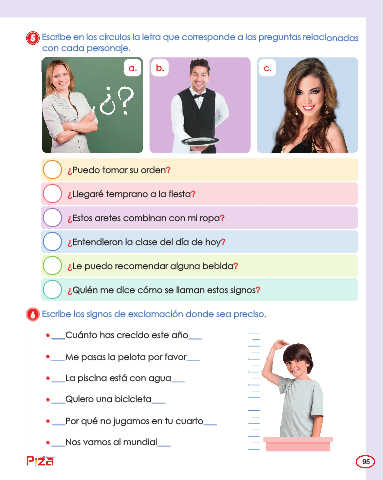 5 Escribe en los círculos la letra que corresponde a las preguntas relacionadas
con cada personaje.
a. b. c.
¿?
¿Puedo tomar su orden?
¿Llegaré temprano a la fiesta?
¿Estos aretes combinan con mi ropa?
¿Entendieron la clase del día de hoy?
¿Le puedo recomendar alguna bebida?
¿Quién me dice cómo se llaman estos signos?
6 Escribe los signos de exclamación donde sea preciso.
• ___Cuánto has crecido este año___
• ___Me pasas la pelota por favor___
• ___La piscina está con agua___
• ___Quiero una bicicleta___
• ___Por qué no jugamos en tu cuarto___
• ___Nos vamos al mundial___
Piza
95